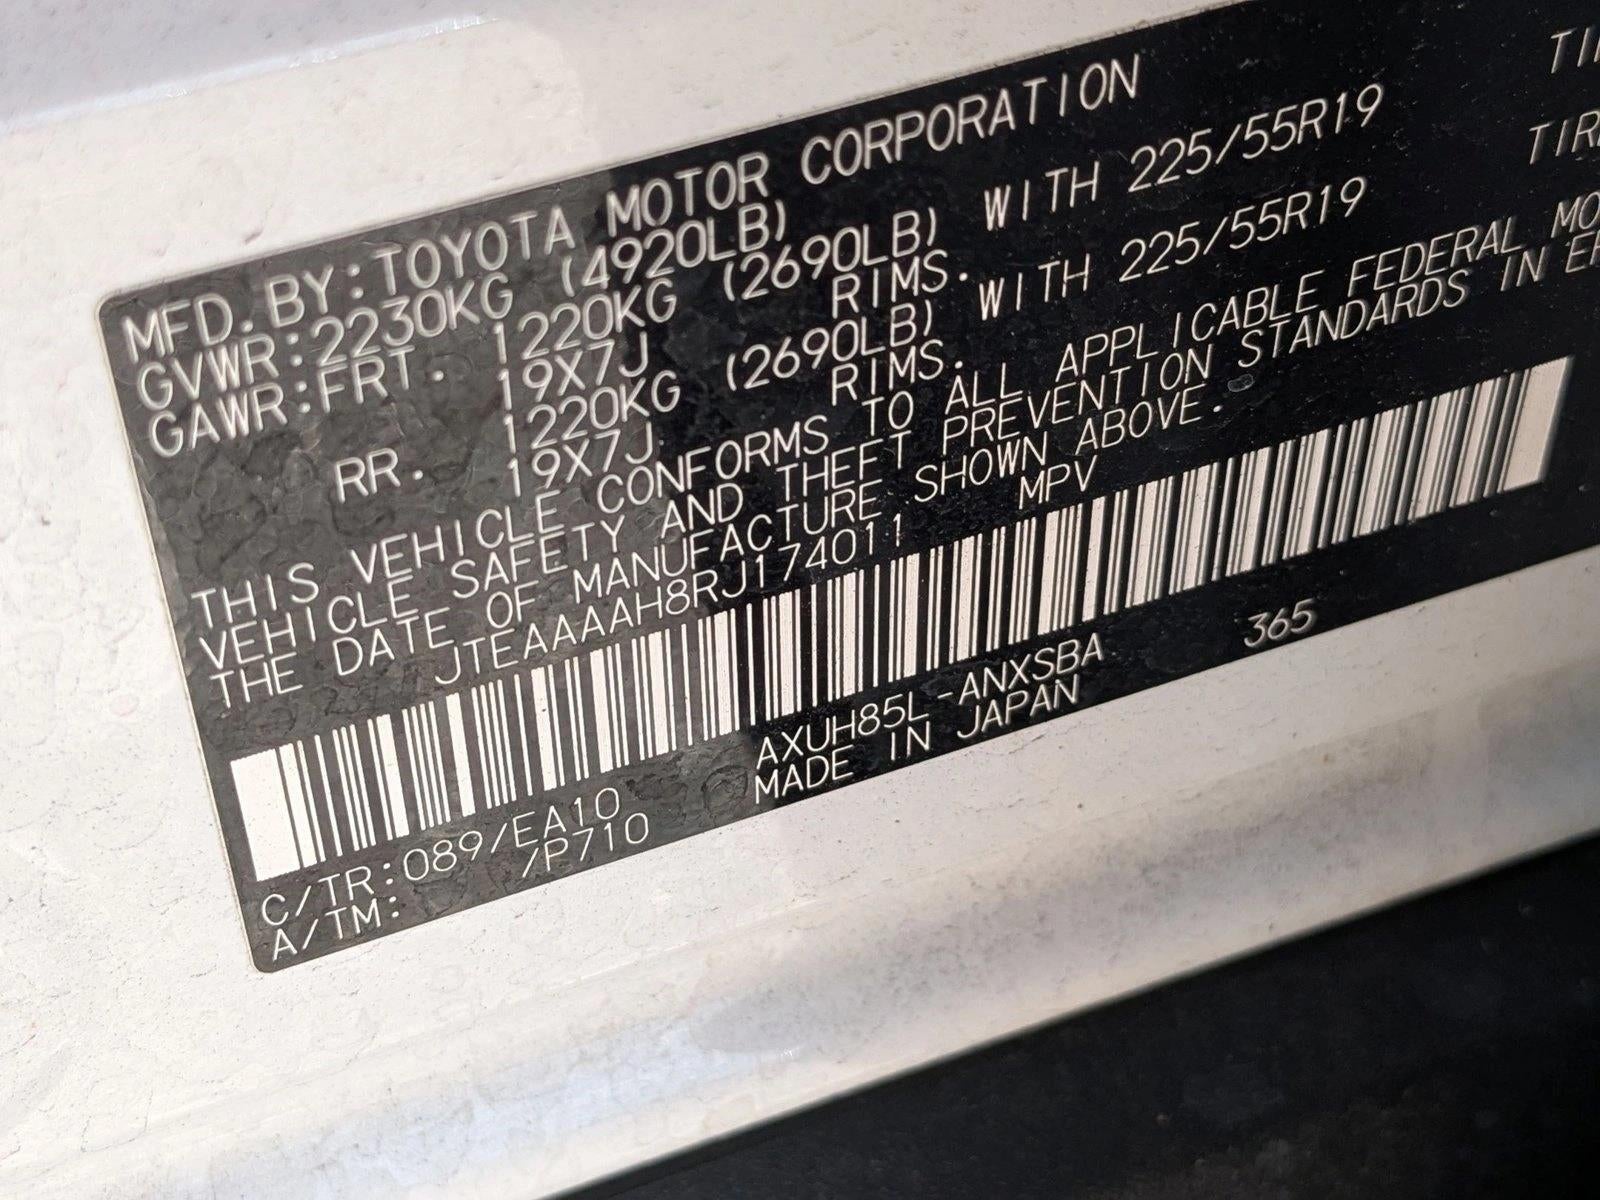 MFD. BY: TOYOTA MOTOR CORPORATION
GVWR: 2230KG (4920LB)
GAWR: FRT. 1220KG (2690LB) WITH 225/55R19 TI
19X7J RIMS.
RR. 1220KG (2690LB) WITH 225/55R19 TIR
19X7J RIMS.
THIS VEHICLE CONFORMS TO ALL APPLICABLE FEDERAL MO
VEHICLE SAFETY AND THEFT PREVENTION STANDARDS IN
THE DATE OF MANUFACTURE SHOWN ABOVE.
JTEAAAAH8RJ174011 MPV
C/TR: 089/EA10 AXUH85L-ANXSBA 365
A/TM: /P710 MADE IN JAPAN